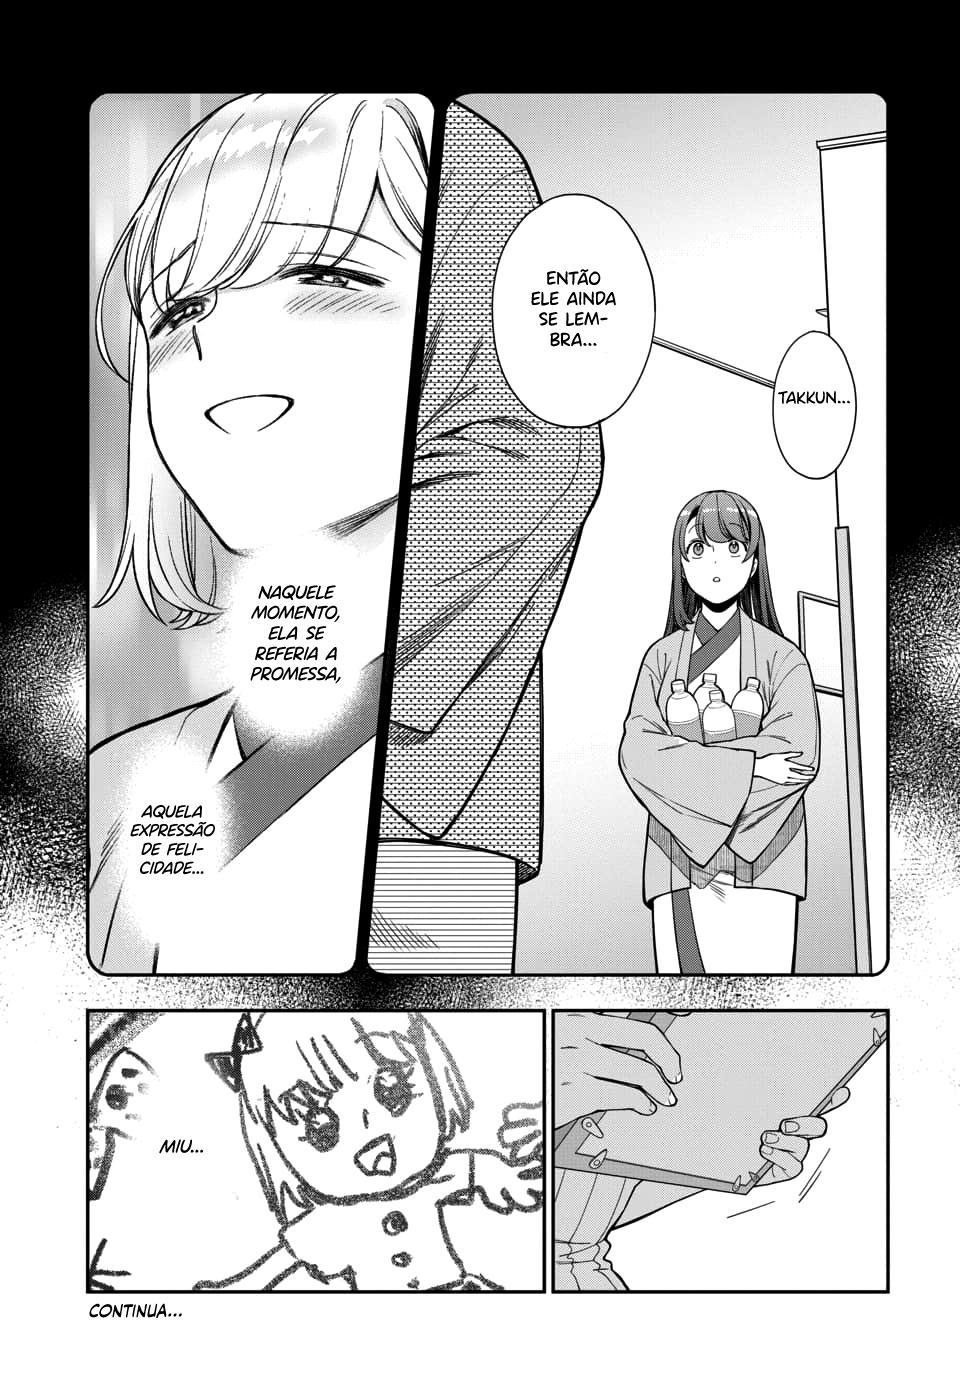 TAKKUN...
ENTÃO
ELE AINDA
SE LEM-
BRA...
NAQUELE
MOMENTO,
ELA SE
REFERIA A
PROMESSA,
AQUELA
EXPRESSÃO
DE FELI-
CIDADE...
MIU...
CONTINUA...